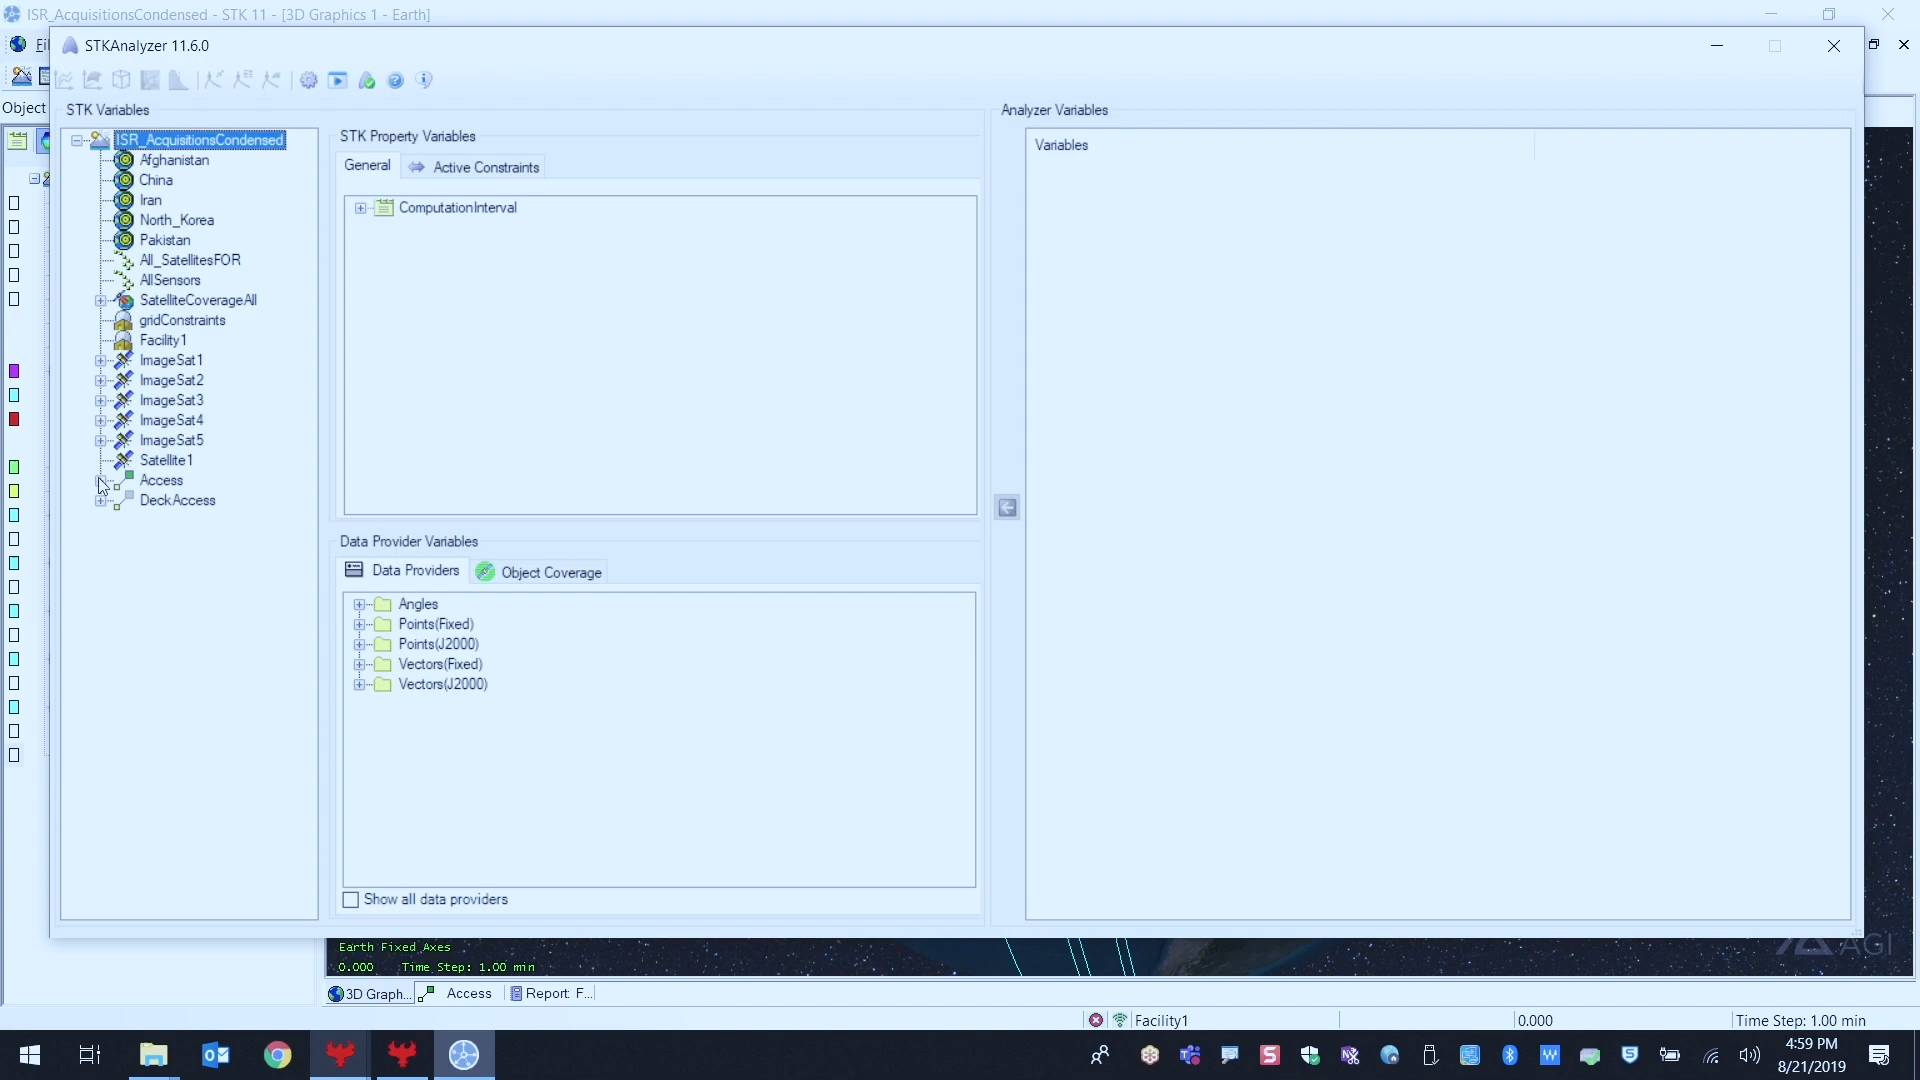 ISR_AcquisitionsCondensed - STK 11 - [3D Graphics 1 - Earth]
STKAnalyzer 11.6.0
Object
STK Variables
ISR_AcquisitionsCondensed
Afghanistan
China
Iran
North_Korea
Pakistan
All_SatellitesFOR
AllSensors
SatelliteCoverageAll
gridConstraints
Facility1
ImageSat1
ImageSat2
ImageSat3
ImageSat4
ImageSat5
Satellite1
Access
DeckAccess
STK Property Variables
General
Active Constraints
ComputationInterval
Data Provider Variables
Data Providers
Object Coverage
Angles
Points(Fixed)
Points(J2000)
Vectors(Fixed)
Vectors(J2000)
Show all data providers
Analyzer Variables
Variables
Earth Fixed Axes
0.000 Time Step: 1.00 min
AGI
3D Graph...
Access
Report: F...
Facility1
0.000
Time Step: 1.00 min
4:59 PM
8/21/2019